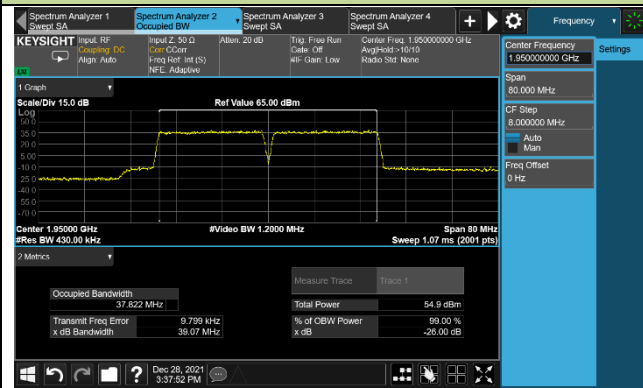 Spectrum Analyzer 1
Swept SA
Spectrum Analyzer 2
Occupied BW
Spectrum Analyzer 3
Swept SA
Spectrum Analyzer 4
Swept SA
Frequency
KEYSIGHT
Input: RF
Coupling: DC
Align: Auto
Input Z: 50 Ω
Corr CCorr
Freq Ref: Int (S)
NFE: Adaptive
Atten: 20 dB
Trig: Free Run
Gate: Off
#IF Gain: Low
Center Freq: 1.950000000 GHz
Avg|Hold:>10/10
Radio Std: None
Center Frequency
1.950000000 GHz
Settings
Span
80.000 MHz
CF Step
8.000000 MHz
Auto
Man
Freq Offset
0 Hz
1 Graph
Scale/Div 15.0 dB
Ref Value 65.00 dBm
Log
50.0
35.0
20.0
5.00
-10.0
-25.0
-40.0
-55.0
-70.0
Center 1.95000 GHz
#Video BW 1.2000 MHz
Span 80 MHz
#Res BW 430.00 kHz
Sweep 1.07 ms (2001 pts)
2 Metrics
Measure Trace
Trace 1
Occupied Bandwidth
37.822 MHz
Total Power
54.9 dBm
Transmit Freq Error
9.799 kHz
% of OBW Power
99.00 %
x dB Bandwidth
39.07 MHz
x dB
-26.00 dB
Dec 28, 2021
3:37:52 PM